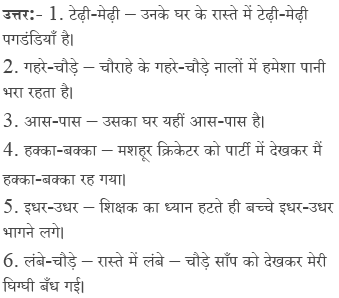 उत्तर:- 1. टेढ़ी-मेढ़ी – उनके घर के रास्ते में टेढ़ी-मेढ़ी
पगडंडियाँ है।
2. गहरे-चौड़े – चौराहे के गहरे-चौड़े नालों में हमेशा पानी
भरा रहता है।
3. आस-पास – उसका घर यहीं आस-पास है।
4. हक्का-बक्का – मशहूर क्रिकेटर को पार्टी में देखकर मैं
हक्का-बक्का रह गया।
5. इधर-उधर – शिक्षक का ध्यान हटते ही बच्चे इधर-उधर
भागने लगे।
6. लंबे-चौड़े – रास्ते में लंबे – चौड़े साँप को देखकर मेरी
घिग्घी बँध गई।